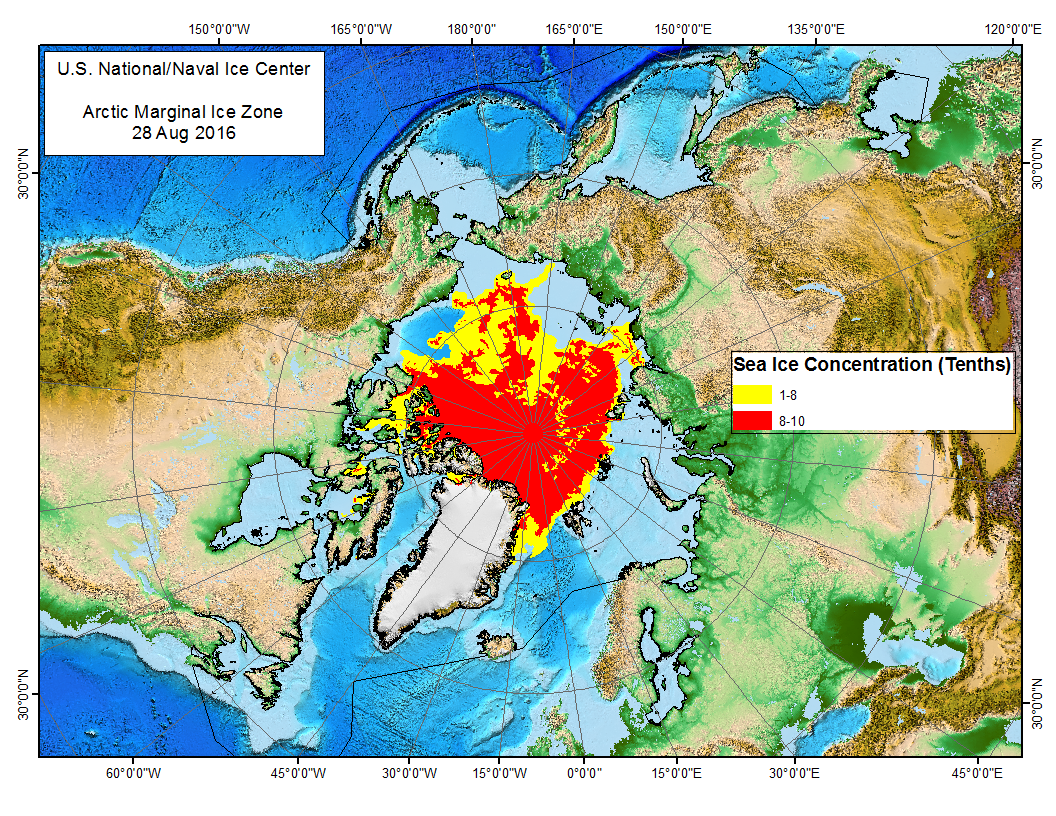 150°0'0"W 165°0'0"W 180°0'0" 165°0'0"E 150°0'0"E 135°0'0"E 120°0'0"E
U.S. National/Naval Ice Center
Arctic Marginal Ice Zone
28 Aug 2016
30°0'0"N
30°0'0"N
Sea Ice Concentration (Tenths)
1-8
8-10
30°0'0"N
30°0'0"N
60°0'0"W 45°0'0"W 30°0'0"W 15°0'0"W 0°0'0" 15°0'0"E 30°0'0"E 45°0'0"E